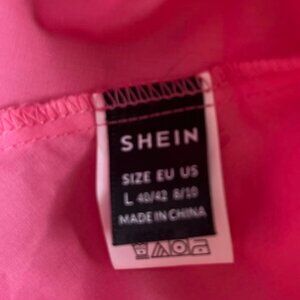 SHEIN
SIZE EU US
L 40/42 8/10
MADE IN CHINA